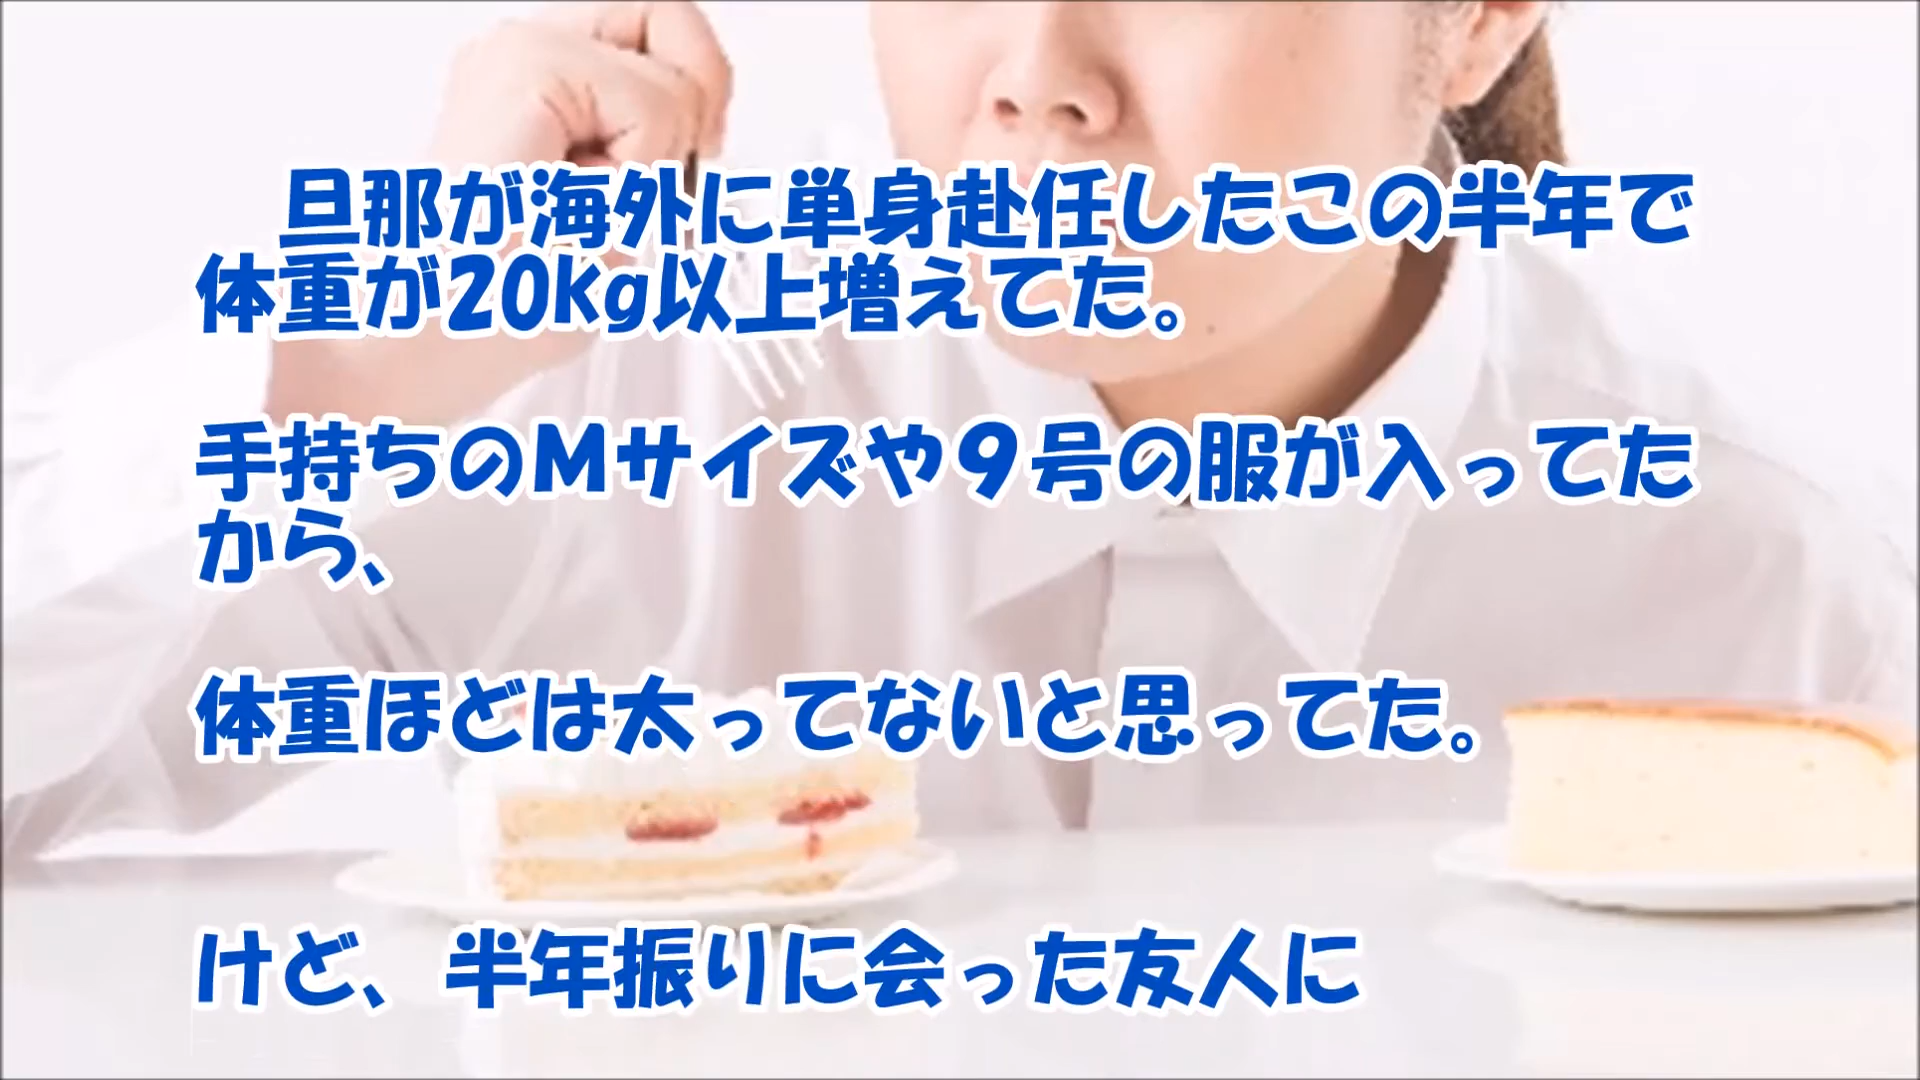 旦那が海外に単身赴任したこの半年で
体重が20kg以上増えてた。
手持ちのMサイズや９号の服が入ってた
から、
体重ほどは太ってないと思ってた。
けど、半年振りに会った友人に